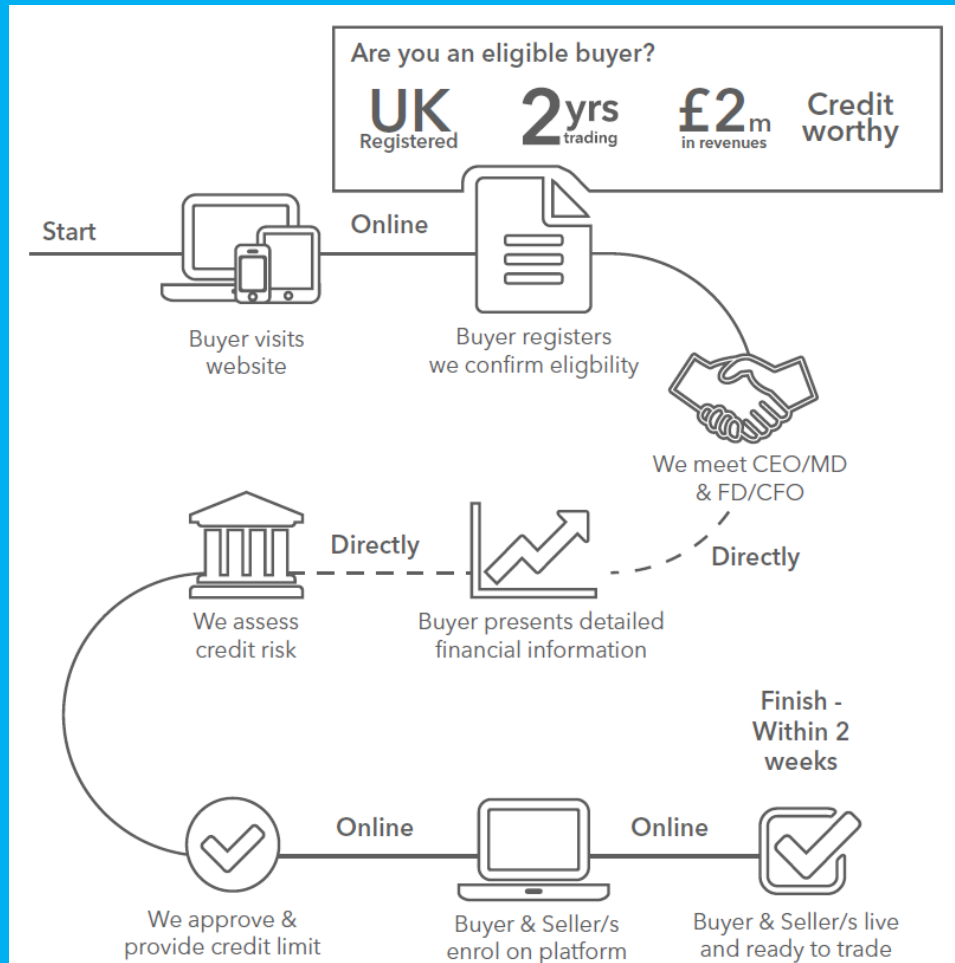 Are you an eligible buyer?
UK
Registered
2 yrs
trading
£2m
in revenues
Credit
worthy
Start
Online
Buyer visits
website
Buyer registers
we confirm eligbility
We meet CEO/MD
& FD/CFO
Directly
Directly
Buyer presents detailed
financial information
We assess
credit risk
Finish -
Within 2
weeks
Online
Online
We approve &
provide credit limit
Buyer & Seller/s
enrol on platform
Buyer & Seller/s live
and ready to trade